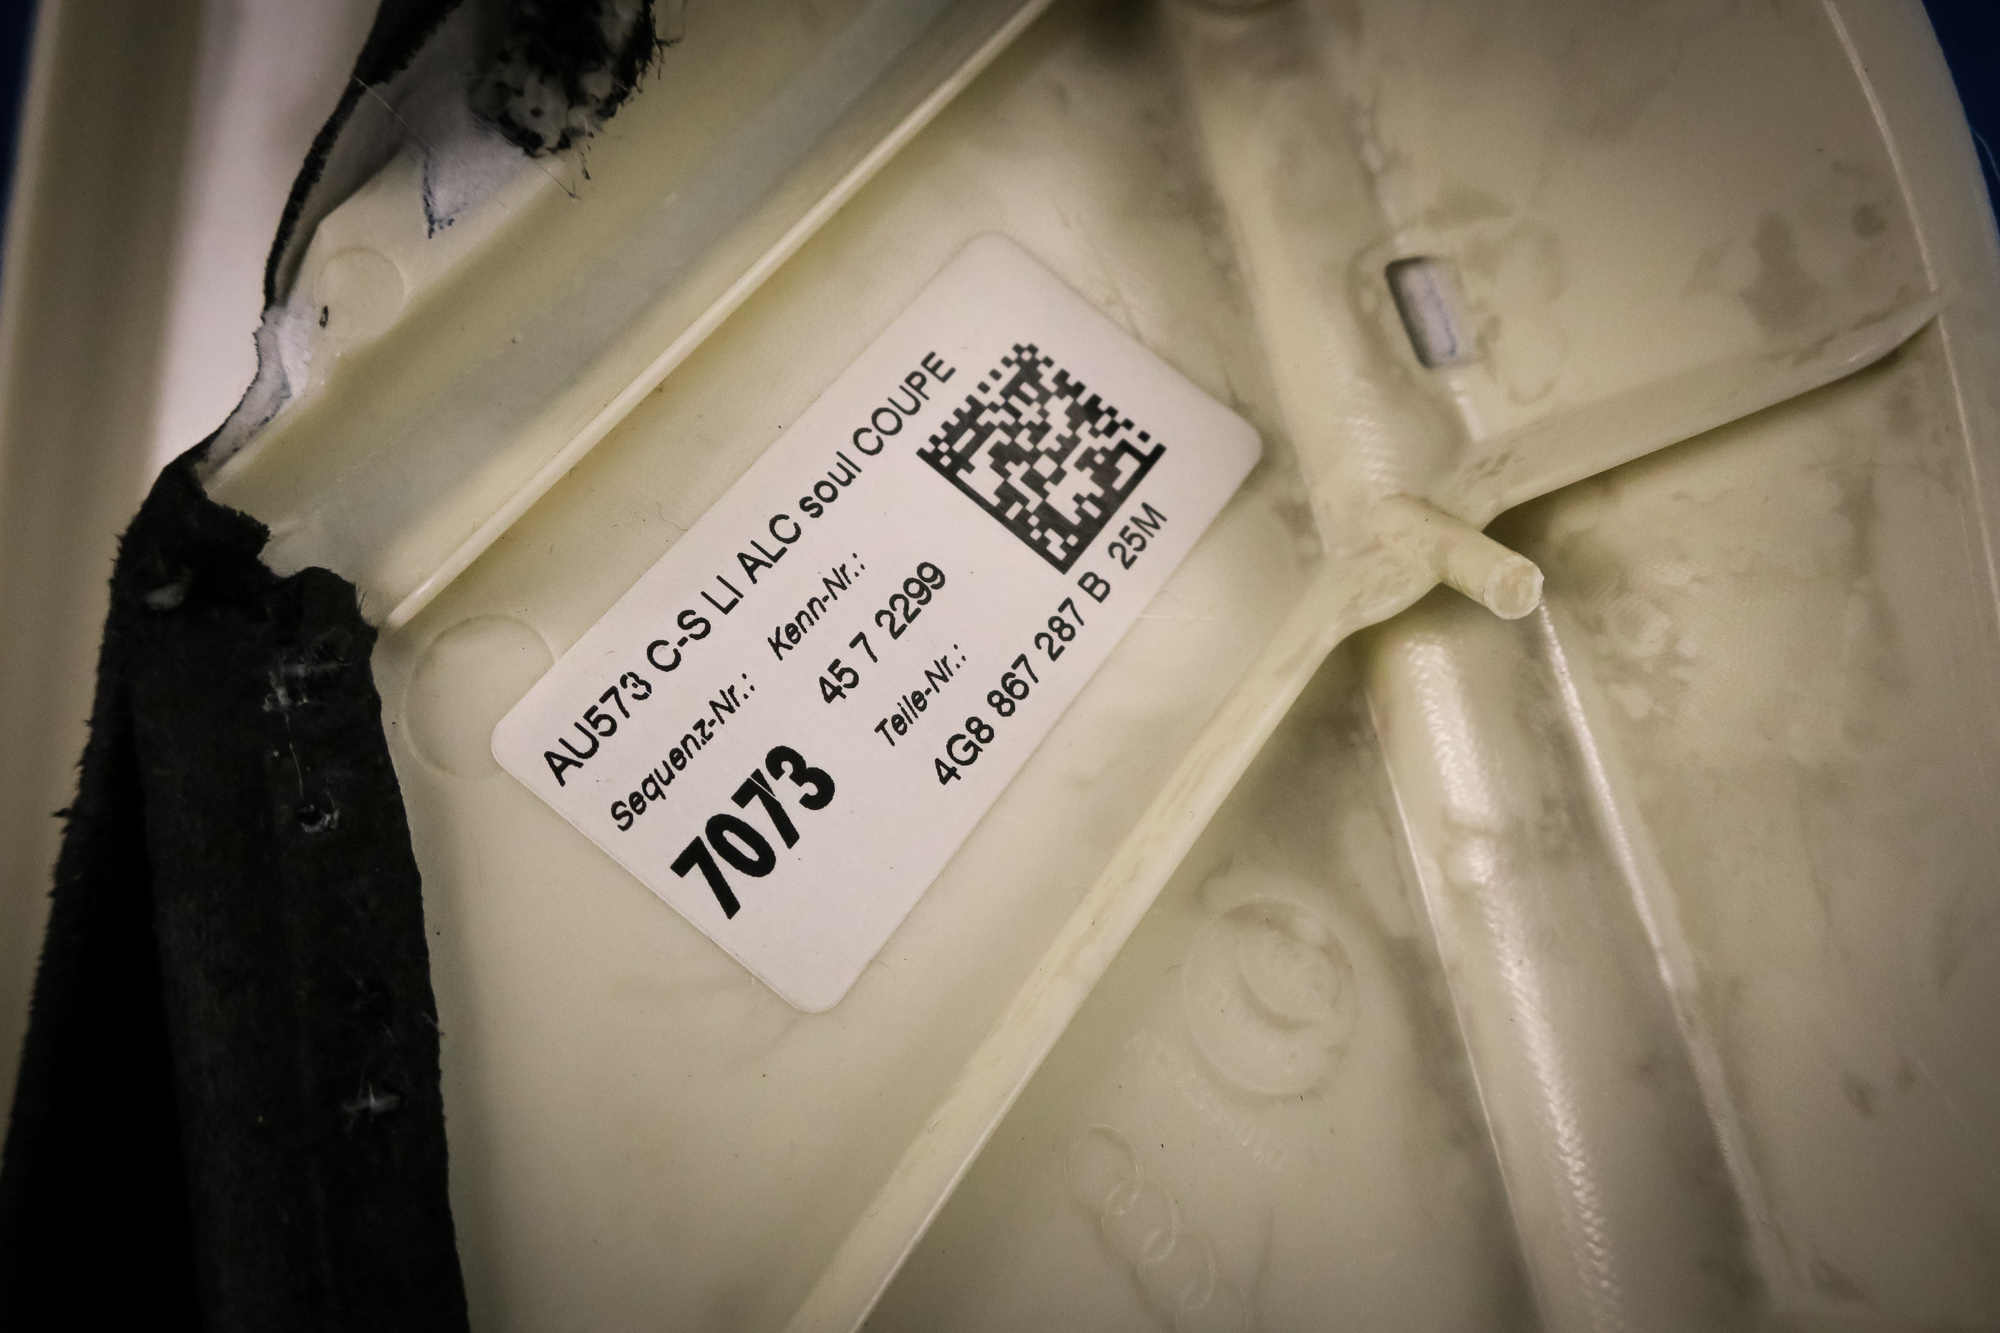 AU573 C-S LI ALC soul COUPE
Sequenz-Nr.: Kenn-Nr.:
7073 45 7 2299
Teile-Nr.:
4G8 867 287 B 25M